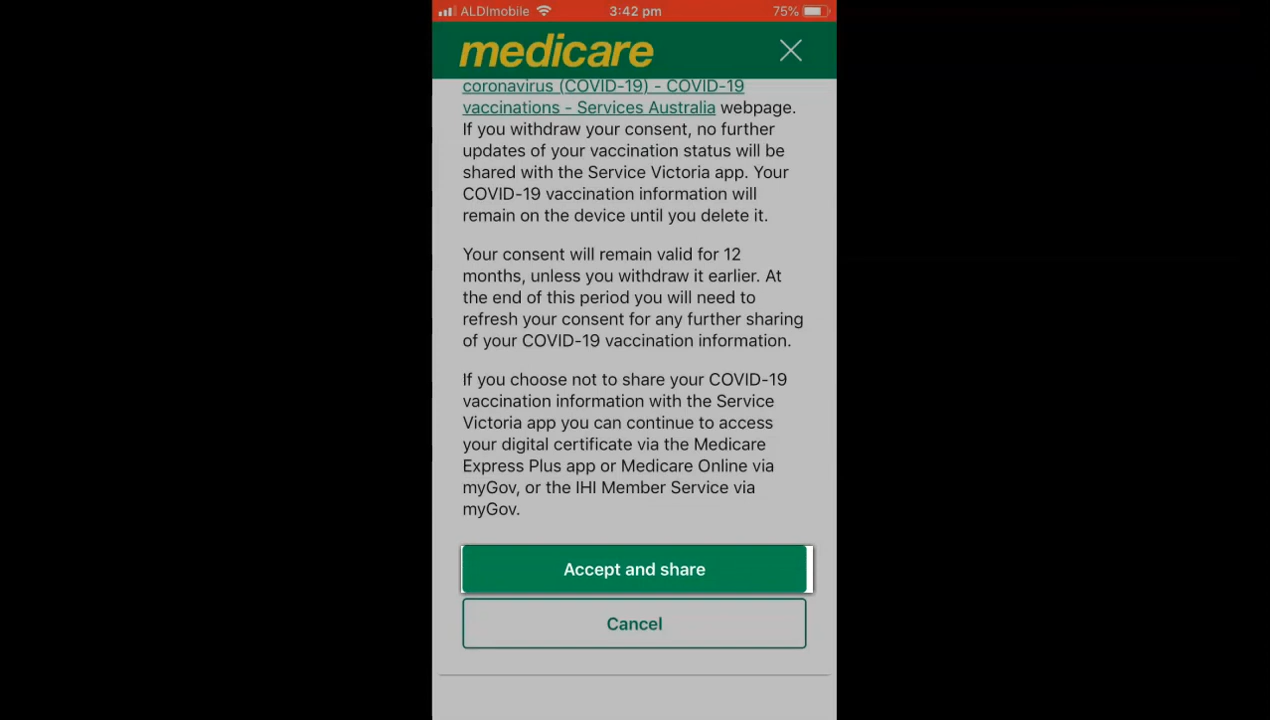 ALDImobile 3:42 pm 75%
medicare
coronavirus (COVID-19) - COVID-19
vaccinations - Services Australia webpage.
If you withdraw your consent, no further
updates of your vaccination status will be
shared with the Service Victoria app. Your
COVID-19 vaccination information will
remain on the device until you delete it.
Your consent will remain valid for 12
months, unless you withdraw it earlier. At
the end of this period you will need to
refresh your consent for any further sharing
of your COVID-19 vaccination information.
If you choose not to share your COVID-19
vaccination information with the Service
Victoria app you can continue to access
your digital certificate via the Medicare
Express Plus app or Medicare Online via
myGov, or the IHI Member Service via
myGov.
Accept and share
Cancel